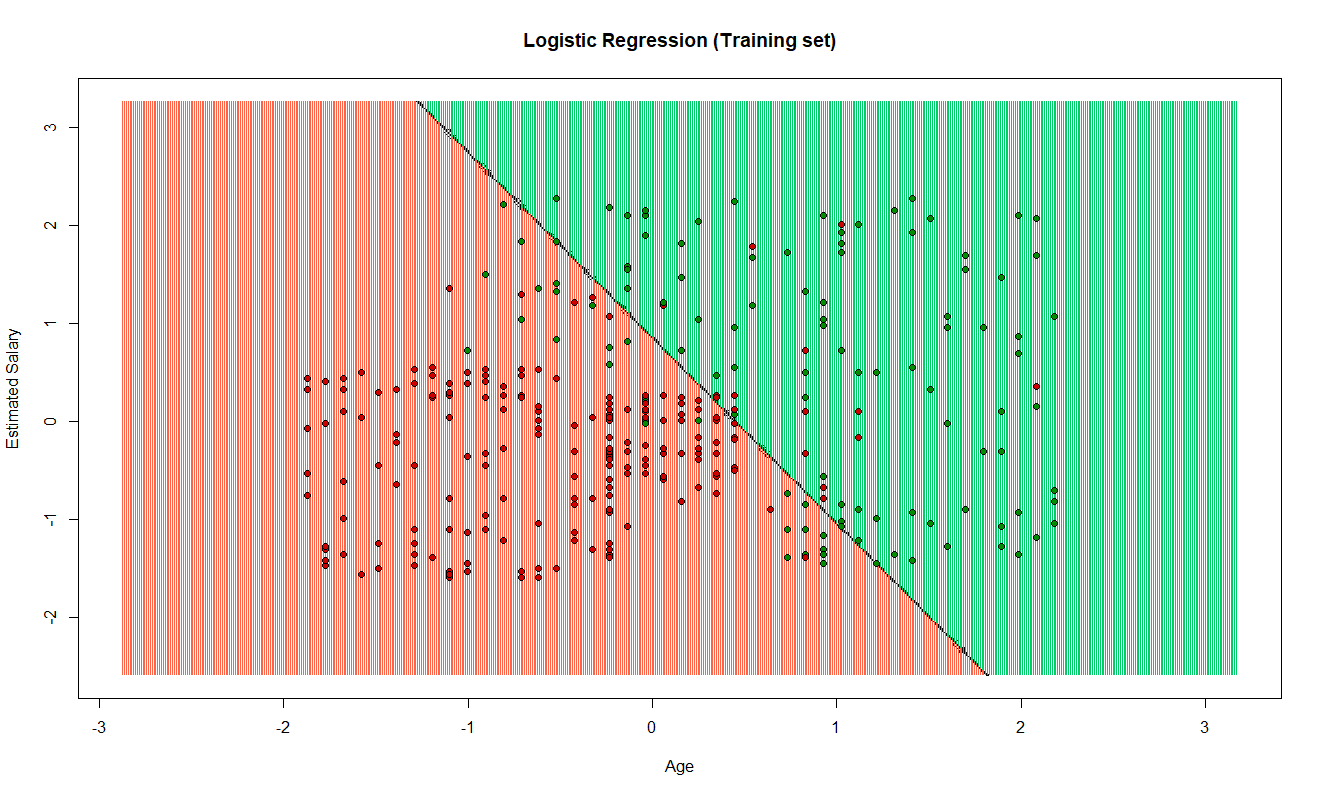 Logistic Regression (Training set)
Estimated Salary
3
2
1
0
-1
-2
-3 -2 -1 0 1 2 3
Age